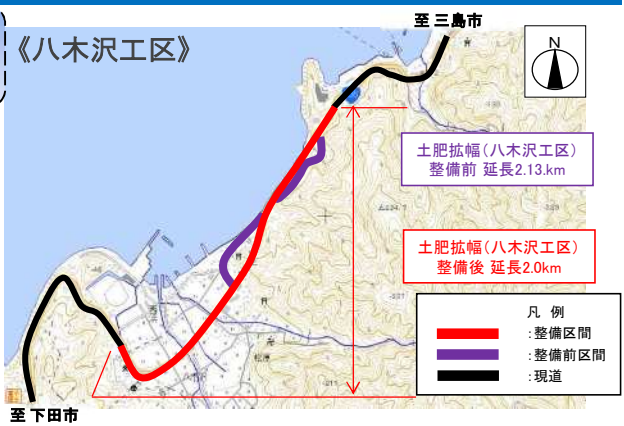 《八木沢工区》
至 三島市
N
土肥拡幅(八木沢工区)
整備前 延長2.13.km
土肥拡幅(八木沢工区)
整備後 延長2.0km
凡 例
:整備区間
:整備前区間
:現道
至 下田市